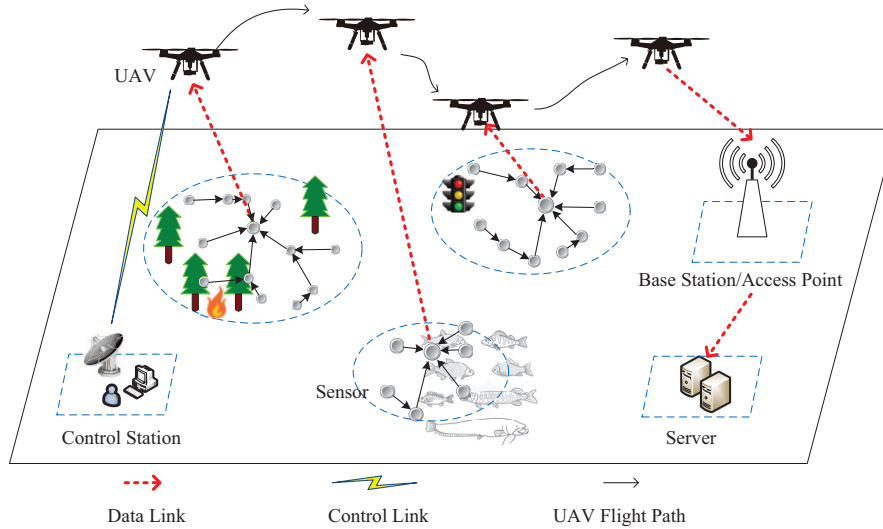 UAV
Base Station/Access Point
Sensor
Control Station
Server
Data Link
Control Link
UAV Flight Path